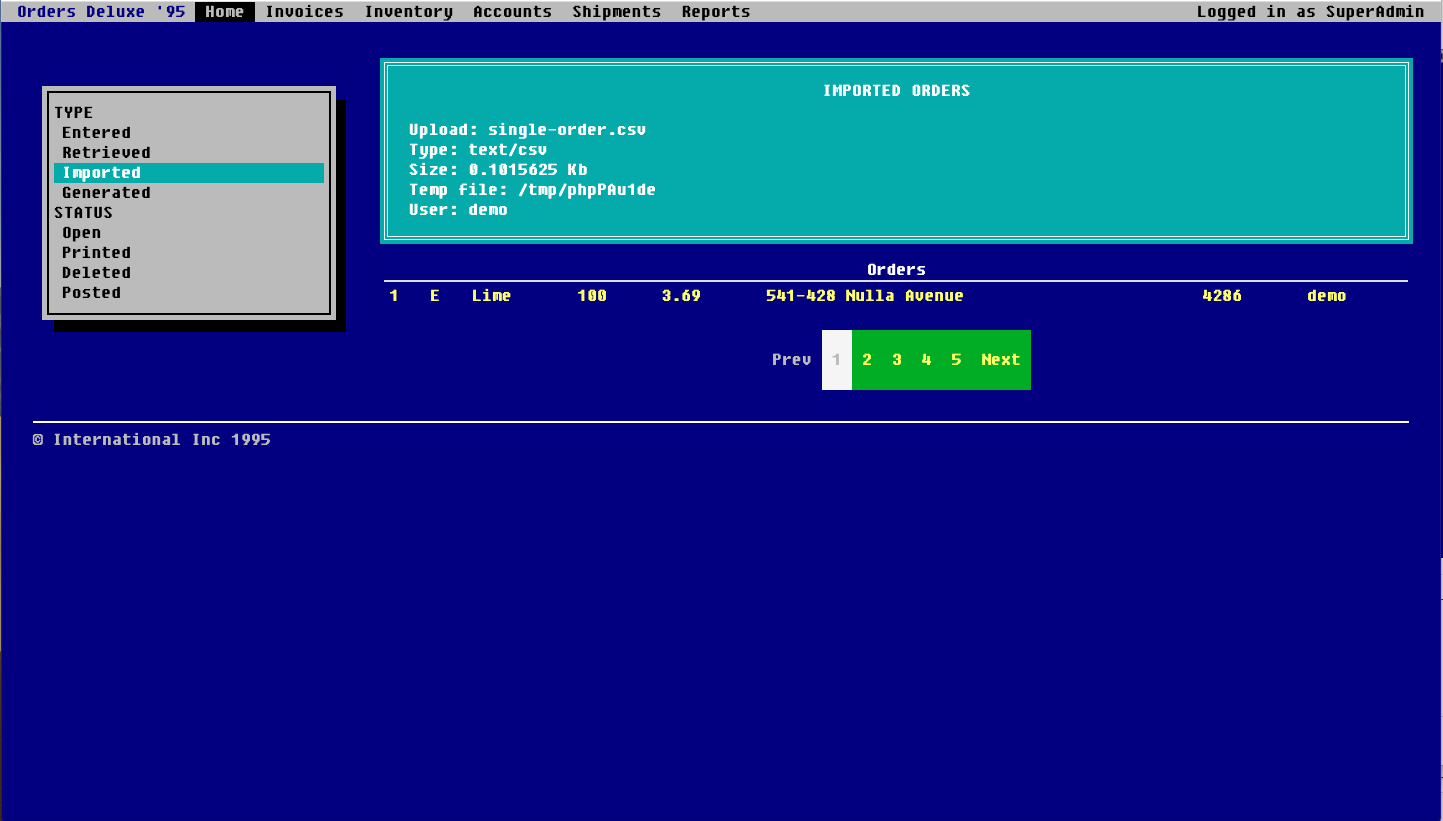 Orders Deluxe '95 Home Invoices Inventory Accounts Shipments Reports Logged in as SuperAdmin
TYPE
Entered
Retrieved
Imported
Generated
STATUS
Open
Printed
Deleted
Posted
IMPORTED ORDERS
Upload: single-order.csv
Type: text/csv
Size: 0.1015625 Kb
Temp file: /tmp/phpPAu1de
User: demo
Orders
1 E Lime 100 3.69 541-428 Nulla Avenue 4286 demo
Prev 1 2 3 4 5 Next
© International Inc 1995